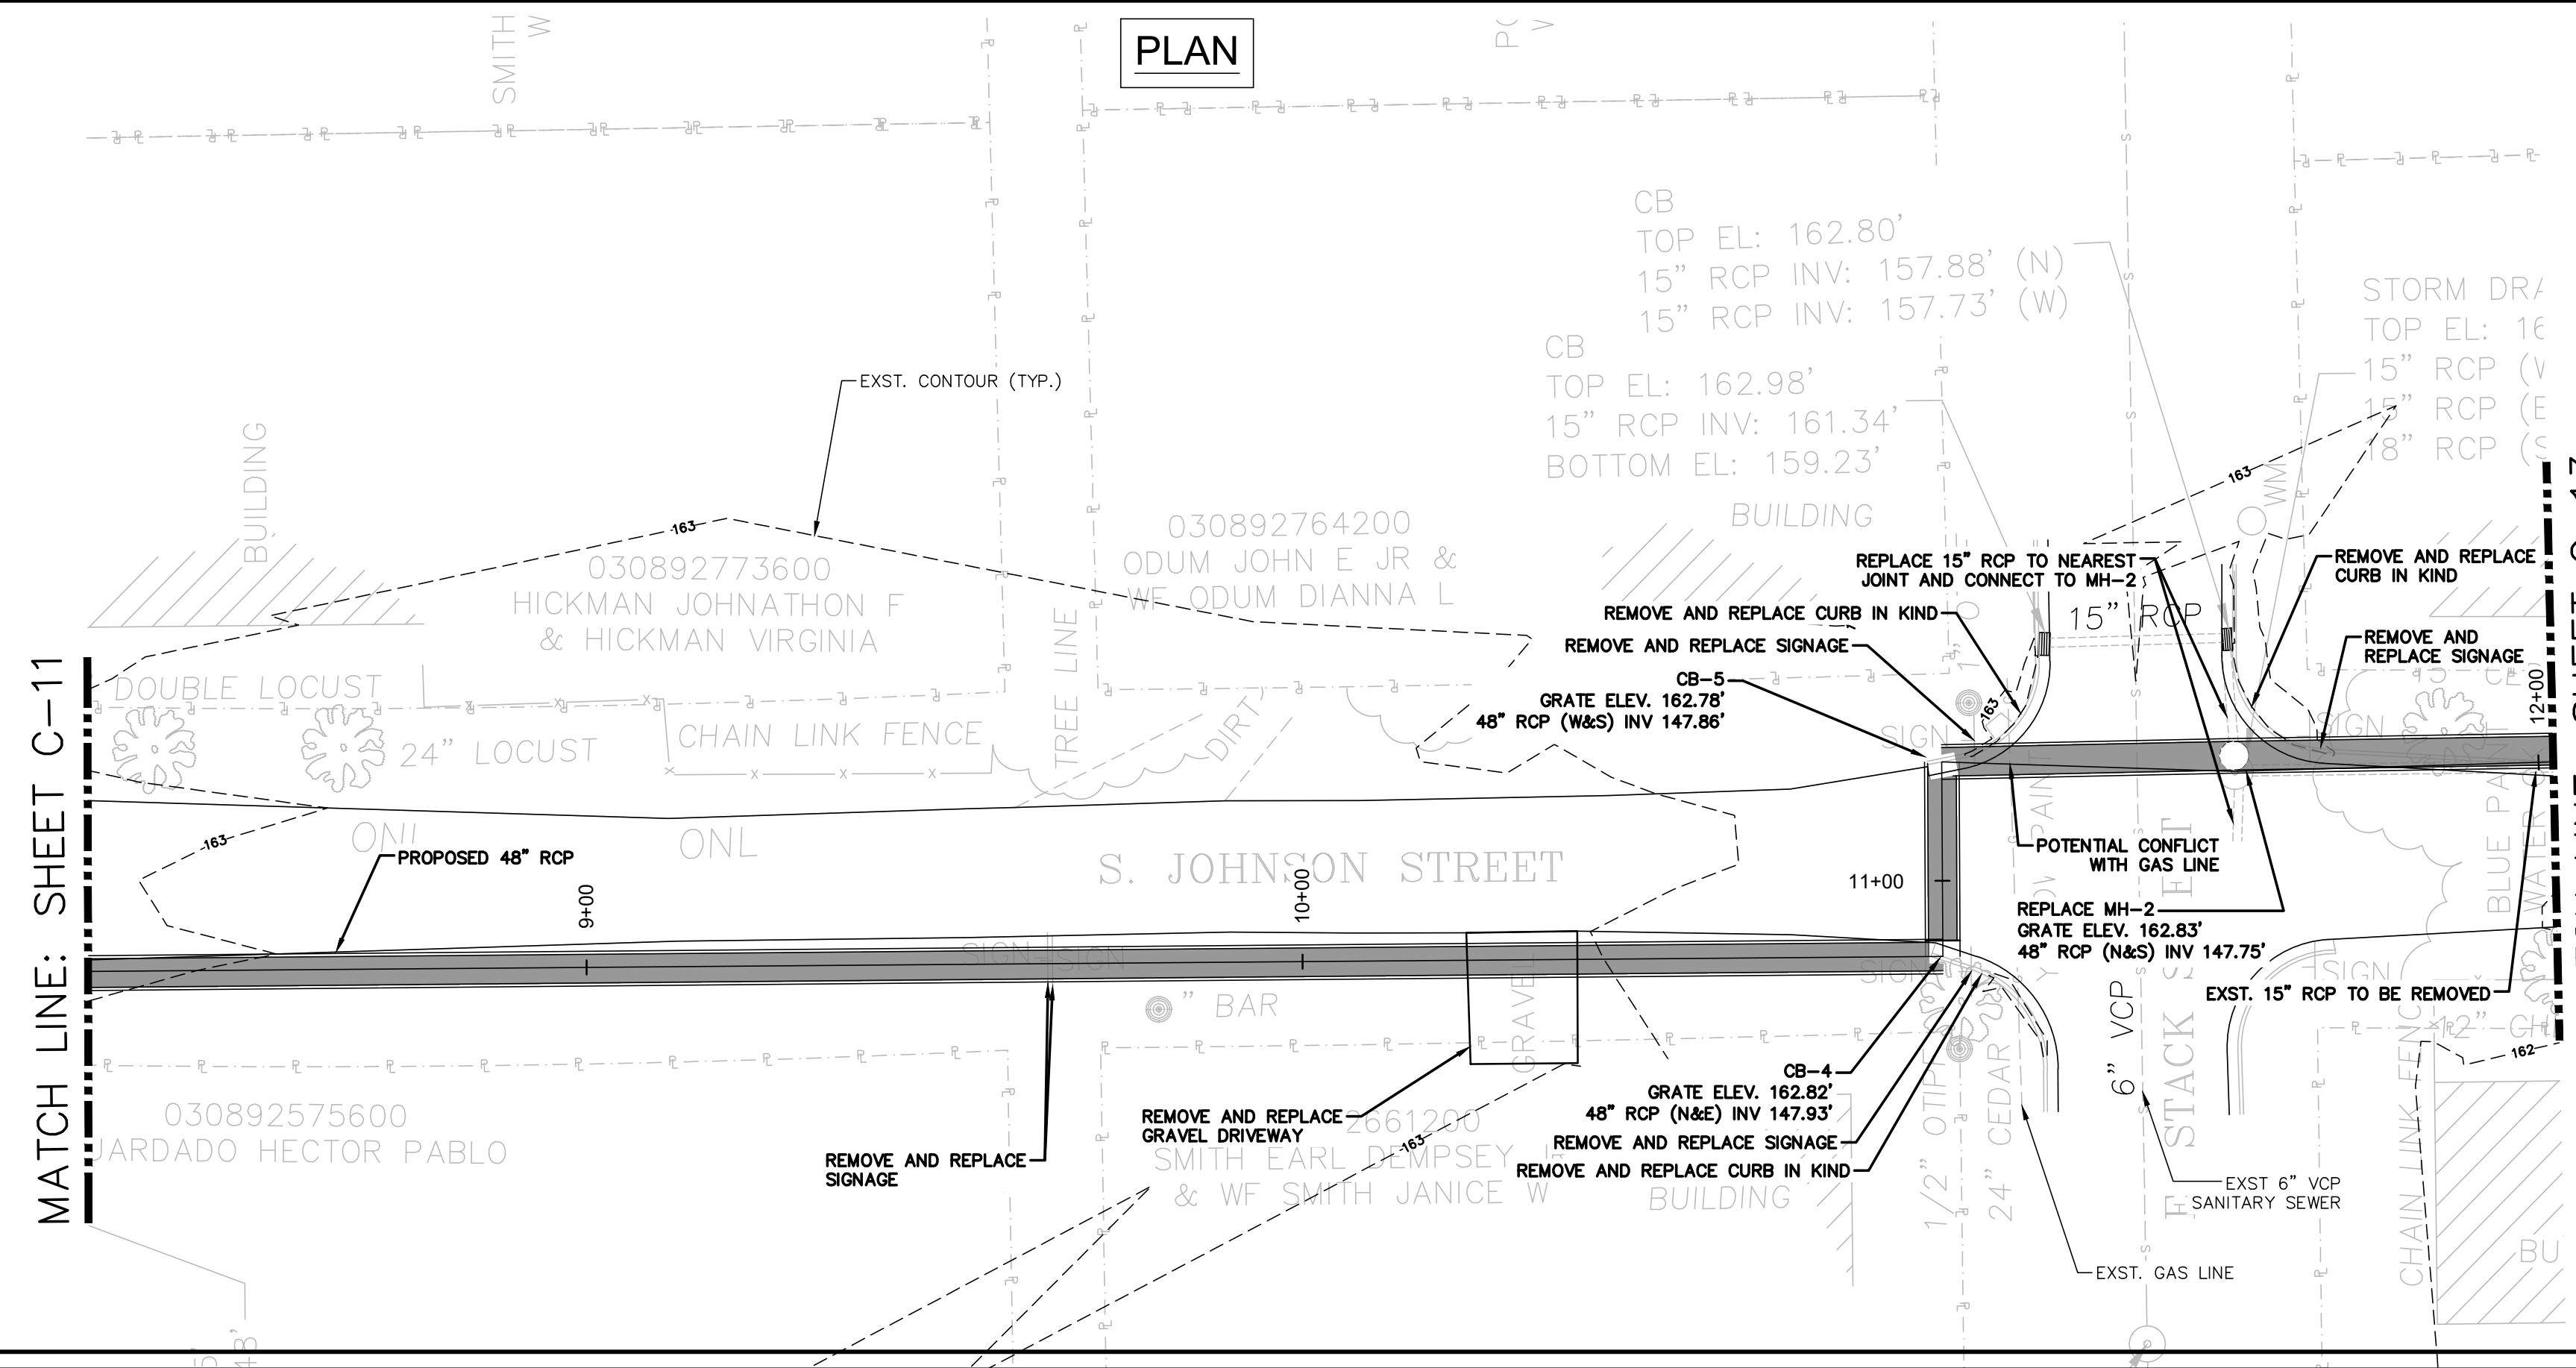 PLAN
SMITH
W
CB
TOP EL: 162.80'
15" RCP INV: 157.88' (N)
15" RCP INV: 157.73' (W)
CB
TOP EL: 162.98'
15" RCP INV: 161.34'
BOTTOM EL: 159.23'
STORM DRA
TOP EL: 16
15" RCP (W
15" RCP (E
18" RCP (S
EXST. CONTOUR (TYP.)
BUILDING
163
030892773600
HICKMAN JOHNATHON F
& HICKMAN VIRGINIA
030892764200
ODUM JOHN E JR &
WF ODUM DIANNA L
BUILDING
163
WM
REPLACE 15" RCP TO NEAREST
JOINT AND CONNECT TO MH-2
REMOVE AND REPLACE
CURB IN KIND
15" RCP
REMOVE AND REPLACE CURB IN KIND
REMOVE AND REPLACE SIGNAGE
REMOVE AND
REPLACE SIGNAGE
CB-5
GRATE ELEV. 162.78'
48" RCP (W&S) INV 147.86'
MATCH LINE: SHEET C-11
DOUBLE LOCUST
24" LOCUST
CHAIN LINK FENCE
TREE LINE
DIRT
SIGN
163
SIGN
12+00
163
ONL
PROPOSED 48" RCP
S. JOHNSON STREET
9+00
10+00
11+00
POTENTIAL CONFLICT
WITH GAS LINE
REPLACE MH-2
GRATE ELEV. 162.83'
48" RCP (N&S) INV 147.75'
EXST. 15" RCP TO BE REMOVED
SIGN
SIGN
SIGN
SIGN
" BAR
GRAVEL
6" VCP
STACK
BLUE PAIN
WATER
162
CB-4
GRATE ELEV. 162.82'
48" RCP (N&E) INV 147.93'
REMOVE AND REPLACE SIGNAGE
REMOVE AND REPLACE CURB IN KIND
REMOVE AND REPLACE
GRAVEL DRIVEWAY
REMOVE AND REPLACE
SIGNAGE
030892575600
JARDADO HECTOR PABLO
2661200
163
SMITH EARL DEMPSEY
& WF SMITH JANICE W
BUILDING
24" CEDAR
CHAIN LINK FENC
EXST 6" VCP
SANITARY SEWER
EXST. GAS LINE
BU